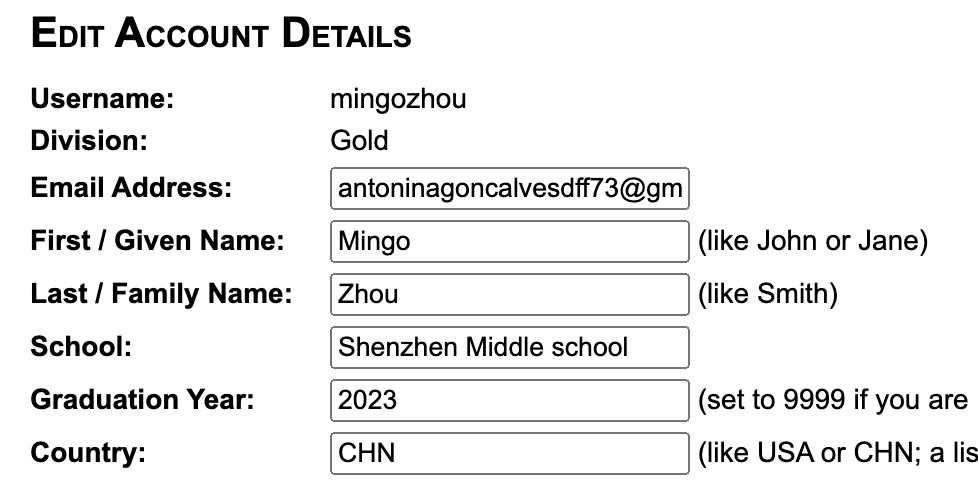 Edit Account Details
Username: mingozhou
Division: Gold
Email Address: antoninagoncalvesdff73@gm
First / Given Name: Mingo (like John or Jane)
Last / Family Name: Zhou (like Smith)
School: Shenzhen Middle school
Graduation Year: 2023 (set to 9999 if you are
Country: CHN (like USA or CHN; a lis